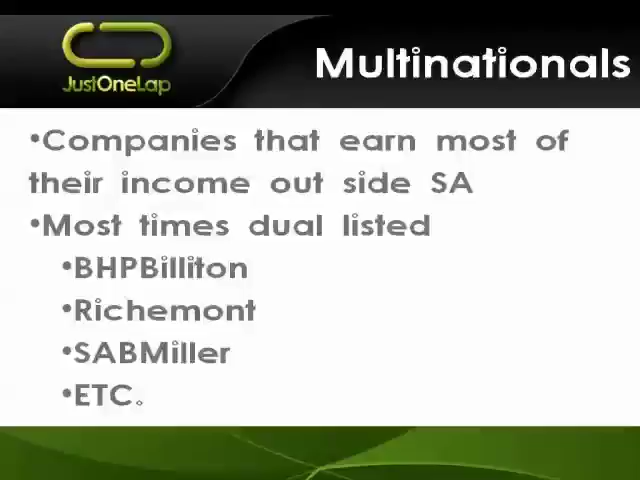 JustOneLap
Multinationals
•Companies that earn most of
their income out side SA
•Most times dual listed
•BHPBilliton
•Richemont
•SABMiller
•ETC.